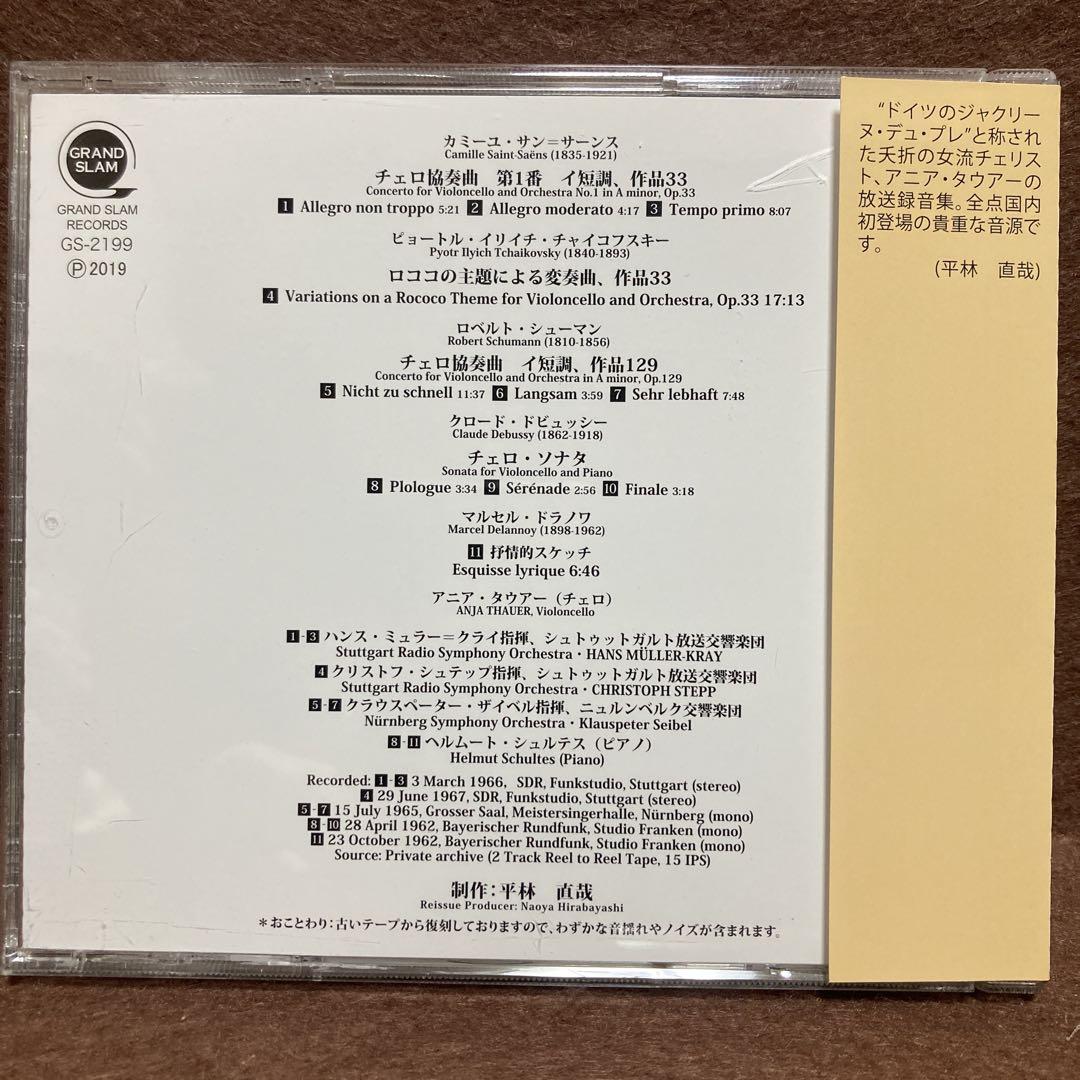 GRAND
SLAM
GRAND SLAM
RECORDS
GS-2199
Ⓟ2019
カミーユ・サン=サーンス
Camille Saint-Saëns (1835-1921)
チェロ協奏曲 第1番 イ短調、作品33
Concerto for Violoncello and Orchestra No.1 in A minor, Op.33
1 Allegro non troppo 5:21 2 Allegro moderato 4:17 3 Tempo primo 8:07
ピョートル・イリイチ・チャイコフスキー
Pyotr Ilyich Tchaikovsky (1840-1893)
ロココの主題による変奏曲、作品33
4 Variations on a Rococo Theme for Violoncello and Orchestra, Op.33 17:13
ロベルト・シューマン
Robert Schumann (1810-1856)
チェロ協奏曲 イ短調、作品129
Concerto for Violoncello and Orchestra in A minor, Op.129
5 Nicht zu schnell 11:37 6 Langsam 3:59 7 Sehr lebhaft 7:48
クロード・ドビュッシー
Claude Debussy (1862-1918)
チェロ・ソナタ
Sonata for Violoncello and Piano
8 Plologue 3:34 9 Sérénade 2:56 10 Finale 3:18
マルセル・ドラノワ
Marcel Delannoy (1898-1962)
11 抒情的スケッチ
Esquisse lyrique 6:46
アニア・タウアー（チェロ）
ANJA THAUER, Violoncello
1-3 ハンス・ミュラー=クライ指揮、シュトゥットガルト放送交響楽団
Stuttgart Radio Symphony Orchestra・HANS MÜLLER-KRAY
4 クリストフ・シュテップ指揮、シュトゥットガルト放送交響楽団
Stuttgart Radio Symphony Orchestra・CHRISTOPH STEPP
5-7 クラウスペーター・ザイベル指揮、ニュルンベルク交響楽団
Nürnberg Symphony Orchestra・Klauspeter Seibel
8-11 ヘルムート・シュルテス（ピアノ）
Helmut Schultes (Piano)
Recorded: 1-3 3 March 1966, SDR, Funkstudio, Stuttgart (stereo)
4 29 June 1967, SDR, Funkstudio, Stuttgart (stereo)
5-7 15 July 1965, Grosser Saal, Meistersingerhalle, Nürnberg (mono)
8-10 28 April 1962, Bayerischer Rundfunk, Studio Franken (mono)
11 23 October 1962, Bayerischer Rundfunk, Studio Franken (mono)
Source: Private archive (2 Track Reel to Reel Tape, 15 IPS)
制作：平林 直哉
Reissue Producer: Naoya Hirabayashi
＊おことわり：古いテープから復刻しておりますので、わずかな音揺れやノイズが含まれます。
“ドイツのジャクリー
ヌ・デュ・プレ”と称され
た夭折の女流チェリス
ト、アニア・タウアーの
放送録音集。全点国内
初登場の貴重な音源で
す。
(平林 直哉)